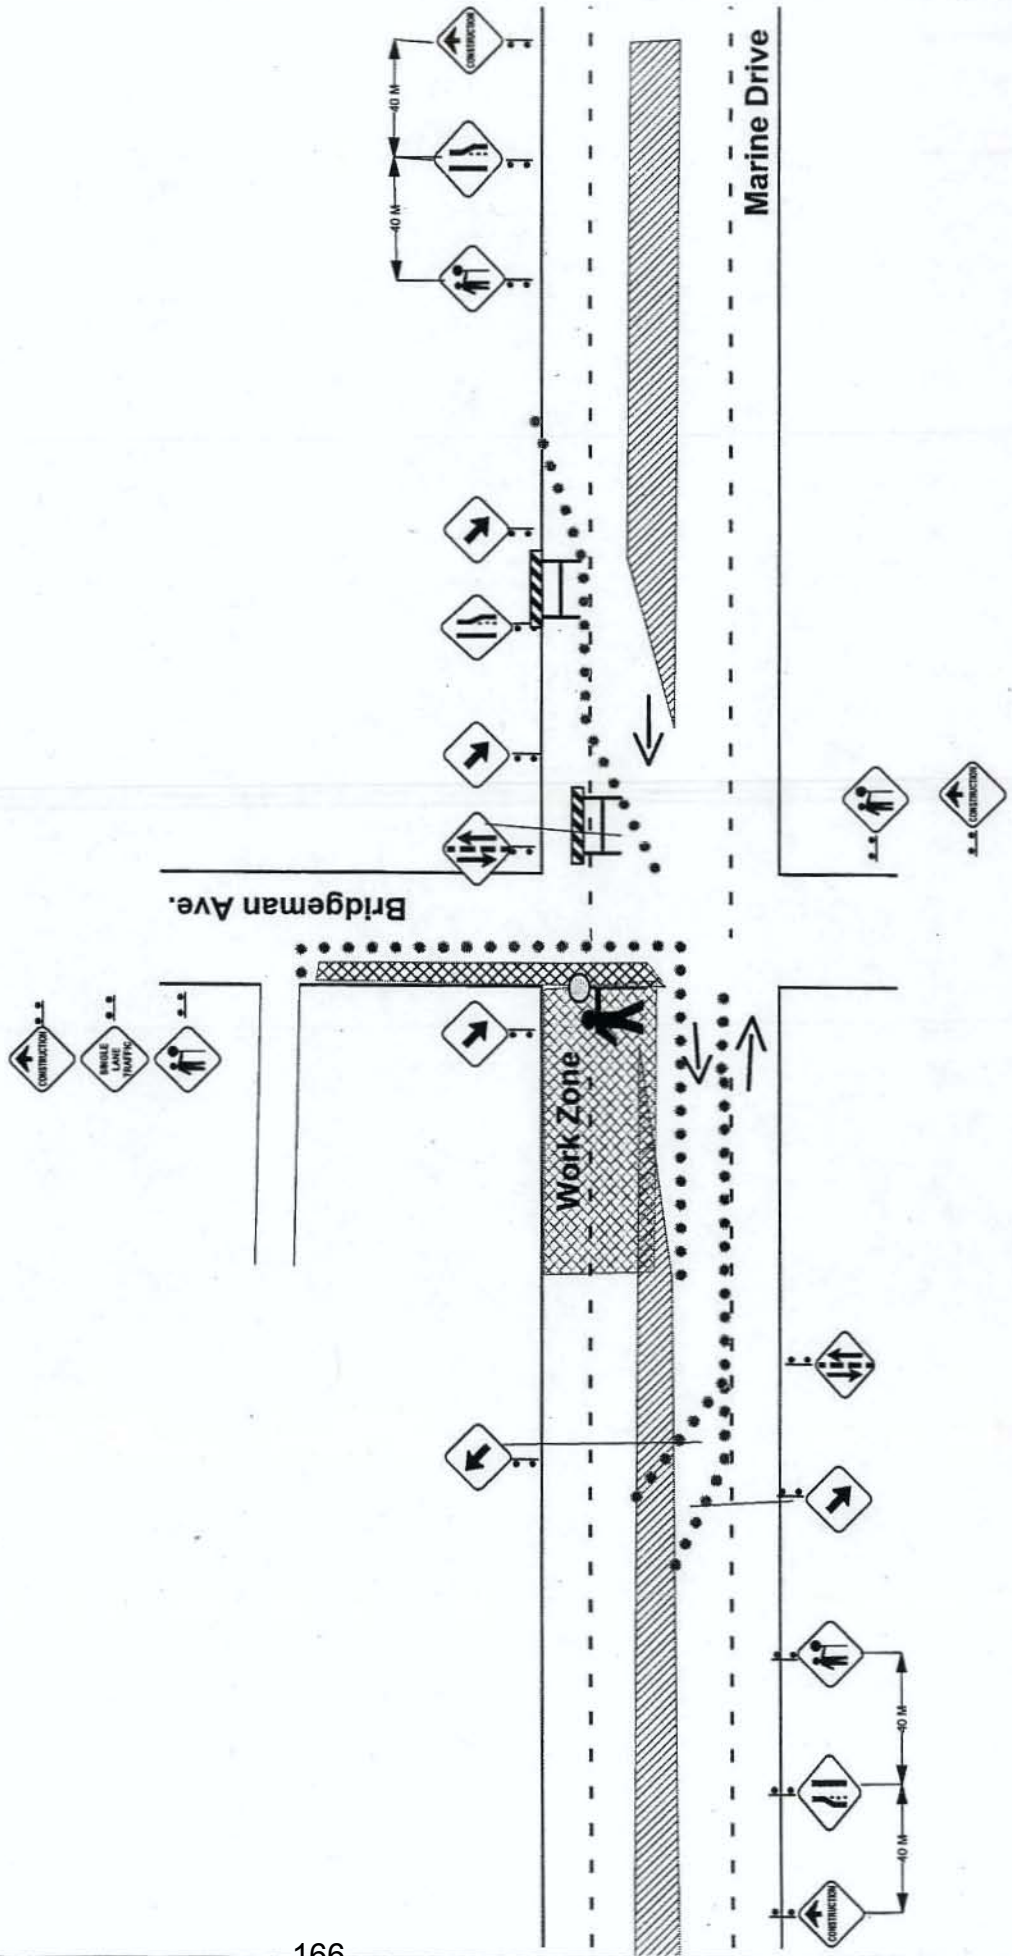 CONSTRUCTION
40 M
40 M
Marine Drive
CONSTRUCTION
Bridgeman Ave.
CONSTRUCTION
SINGLE
LANE
TRAFFIC
Work Zone
40 M
40 M
CONSTRUCTION
166